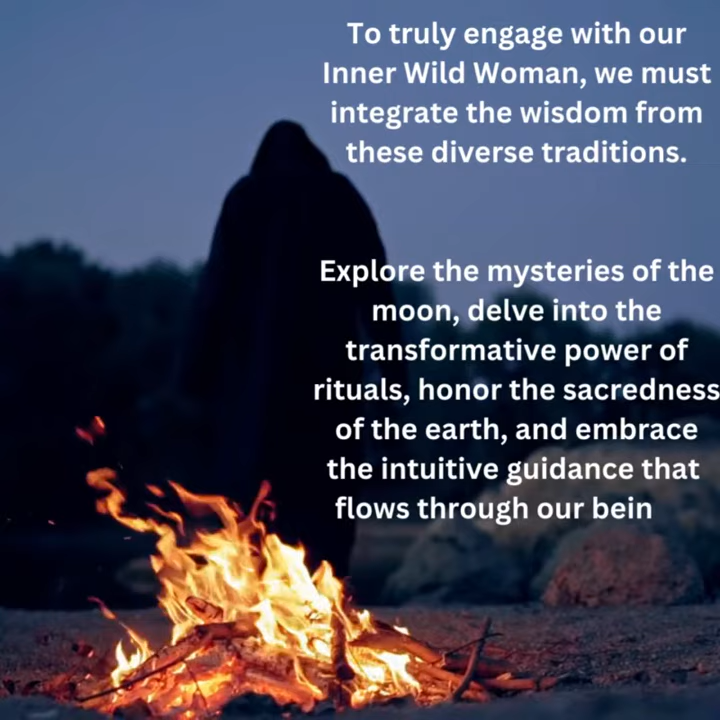 To truly engage with our
Inner Wild Woman, we must
integrate the wisdom from
these diverse traditions.
Explore the mysteries of the
moon, delve into the
transformative power of
rituals, honor the sacredness
of the earth, and embrace
the intuitive guidance that
flows through our bein